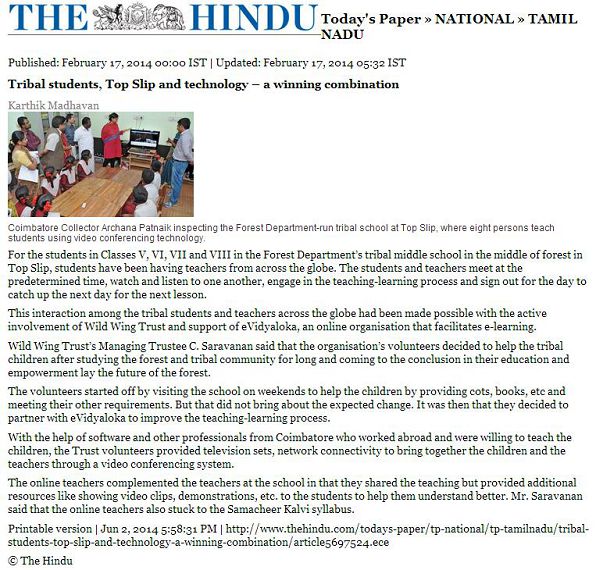 THE HINDU
Today's Paper » NATIONAL » TAMIL
NADU
Published: February 17, 2014 00:00 IST | Updated: February 17, 2014 05:32 IST
Tribal students, Top Slip and technology – a winning combination
Karthik Madhavan
Coimbatore Collector Archana Patnaik inspecting the Forest Department-run tribal school at Top Slip, where eight persons teach
students using video conferencing technology.
For the students in Classes V, VI, VII and VIII in the Forest Department's tribal middle school in the middle of forest in
Top Slip, students have been having teachers from across the globe. The students and teachers meet at the
predetermined time, watch and listen to one another, engage in the teaching-learning process and sign out for the day to
catch up the next day for the next lesson.
This interaction among the tribal students and teachers across the globe had been made possible with the active
involvement of Wild Wing Trust and support of eVidyaloka, an online organisation that facilitates e-learning.
Wild Wing Trust's Managing Trustee C. Saravanan said that the organisation's volunteers decided to help the tribal
children after studying the forest and tribal community for long and coming to the conclusion in their education and
empowerment lay the future of the forest.
The volunteers started off by visiting the school on weekends to help the children by providing cots, books, etc and
meeting their other requirements. But that did not bring about the expected change. It was then that they decided to
partner with eVidyaloka to improve the teaching-learning process.
With the help of software and other professionals from Coimbatore who worked abroad and were willing to teach the
children, the Trust volunteers provided television sets, network connectivity to bring together the children and the
teachers through a video conferencing system.
The online teachers complemented the teachers at the school in that they shared the teaching but provided additional
resources like showing video clips, demonstrations, etc. to the students to help them understand better. Mr. Saravanan
said that the online teachers also stuck to the Samacheer Kalvi syllabus.
Printable version | Jun 2, 2014 5:58:31 PM | http://www.thehindu.com/todays-paper/tp-national/tp-tamilnadu/tribal-
students-top-slip-and-technology-a-winning-combination/article5697524.ece
© The Hindu